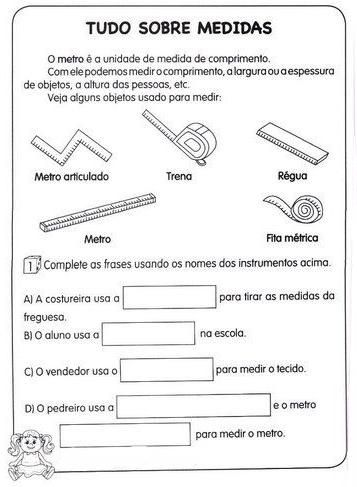 TUDO SOBRE MEDIDAS
O metro é a unidade de medida de comprimento.
Com ele podemos medir o comprimento, a largura ou a espessura
de objetos, a altura das pessoas, etc.
Veja alguns objetos usado para medir:
Metro articulado Trena Régua
Metro Fita métrica
1 Complete as frases usando os nomes dos instrumentos acima.
A) A costureira usa a para tirar as medidas da
freguesa.
B) O aluno usa a na escola.
C) O vendedor usa o para medir o tecido.
D) O pedreiro usa a e o metro
para medir o metro.